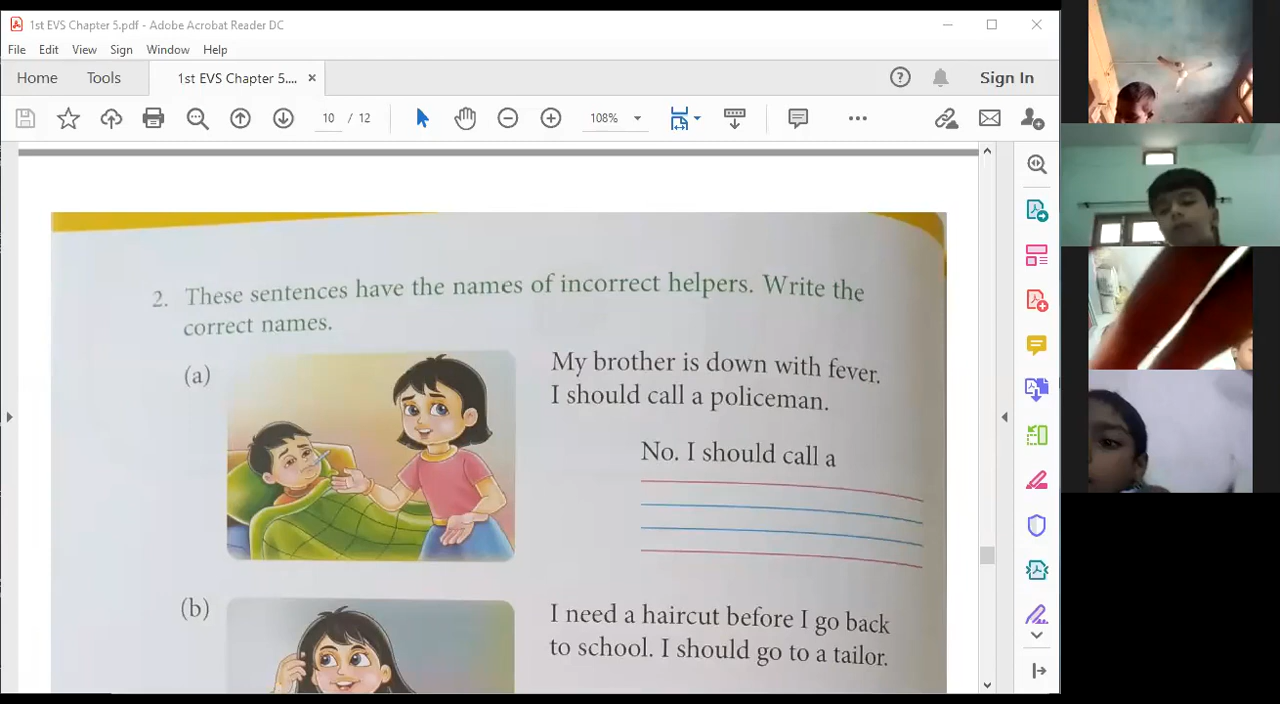 1st EVS Chapter 5.pdf - Adobe Acrobat Reader DC
File Edit View Sign Window Help
Home Tools 1st EVS Chapter 5.... × Sign In
10 / 12 108%
2. These sentences have the names of incorrect helpers. Write the
correct names.
(a) My brother is down with fever.
I should call a policeman.
No. I should call a
(b) I need a haircut before I go back
to school. I should go to a tailor.